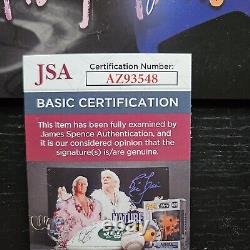 JSA
Certification Number
AZ93548
BASIC CERTIFICATION
This item has been fully examined by
James Spence Authentication, and
it is our considered opinion that the
signature(s) is/are genuine.
NATURE